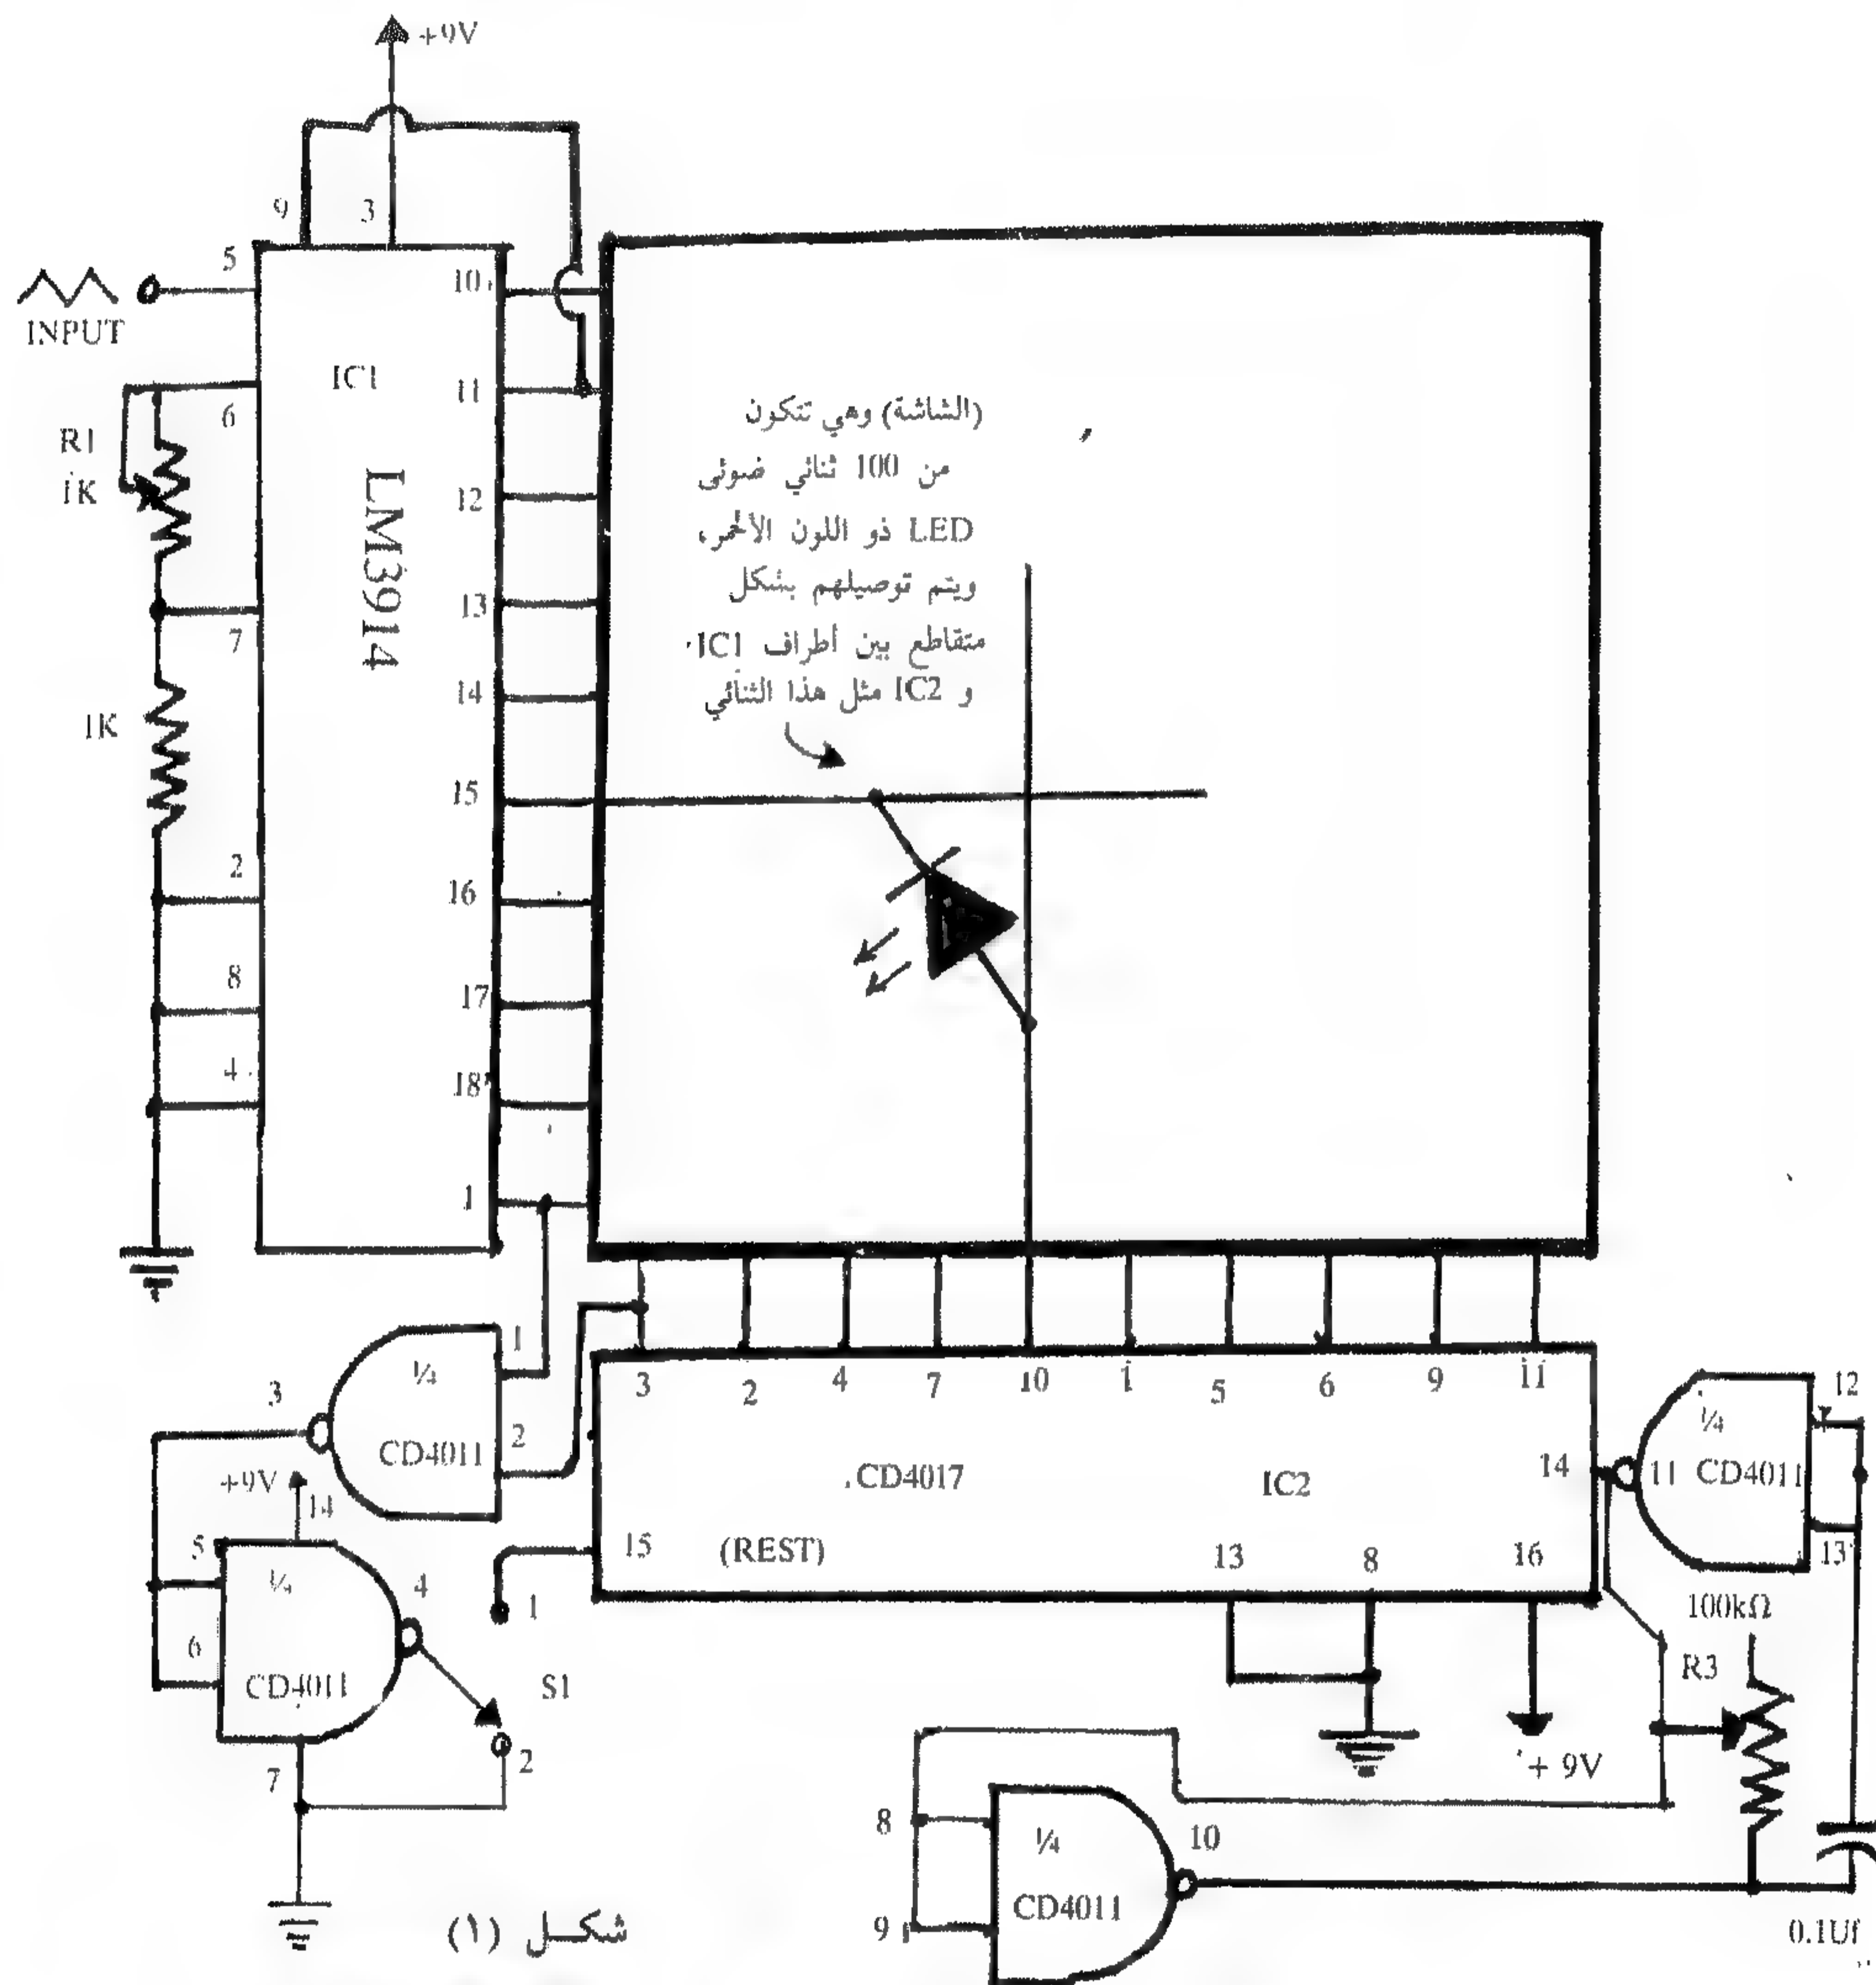 +9V
9
3
5
INPUT
10
IC1
6
11
R1
1K
LM3914
12
13
7
14
1K
15
2
16
8
17
4
18
1
(الشاشة) وهي تتكون
من 100 ثنائي ضوئى
LED ذو اللون الأحمر،
ويتم توصيلهم بشكل
متقاطع بين أطراف IC1
و IC2 مثل هذا الثنائي
1
¼
3
2
CD4011
+9V
14
5
¼
4
6
CD4011
7
S1
1
2
3
2
4
7
10
1
5
6
9
11
CD4017
IC2
14
15
(REST)
13
8
16
+ 9V
12
¼
11
CD4011
13
100kΩ
R3
8
¼
10
CD4011
9
0.1Uf
شكـل (١)